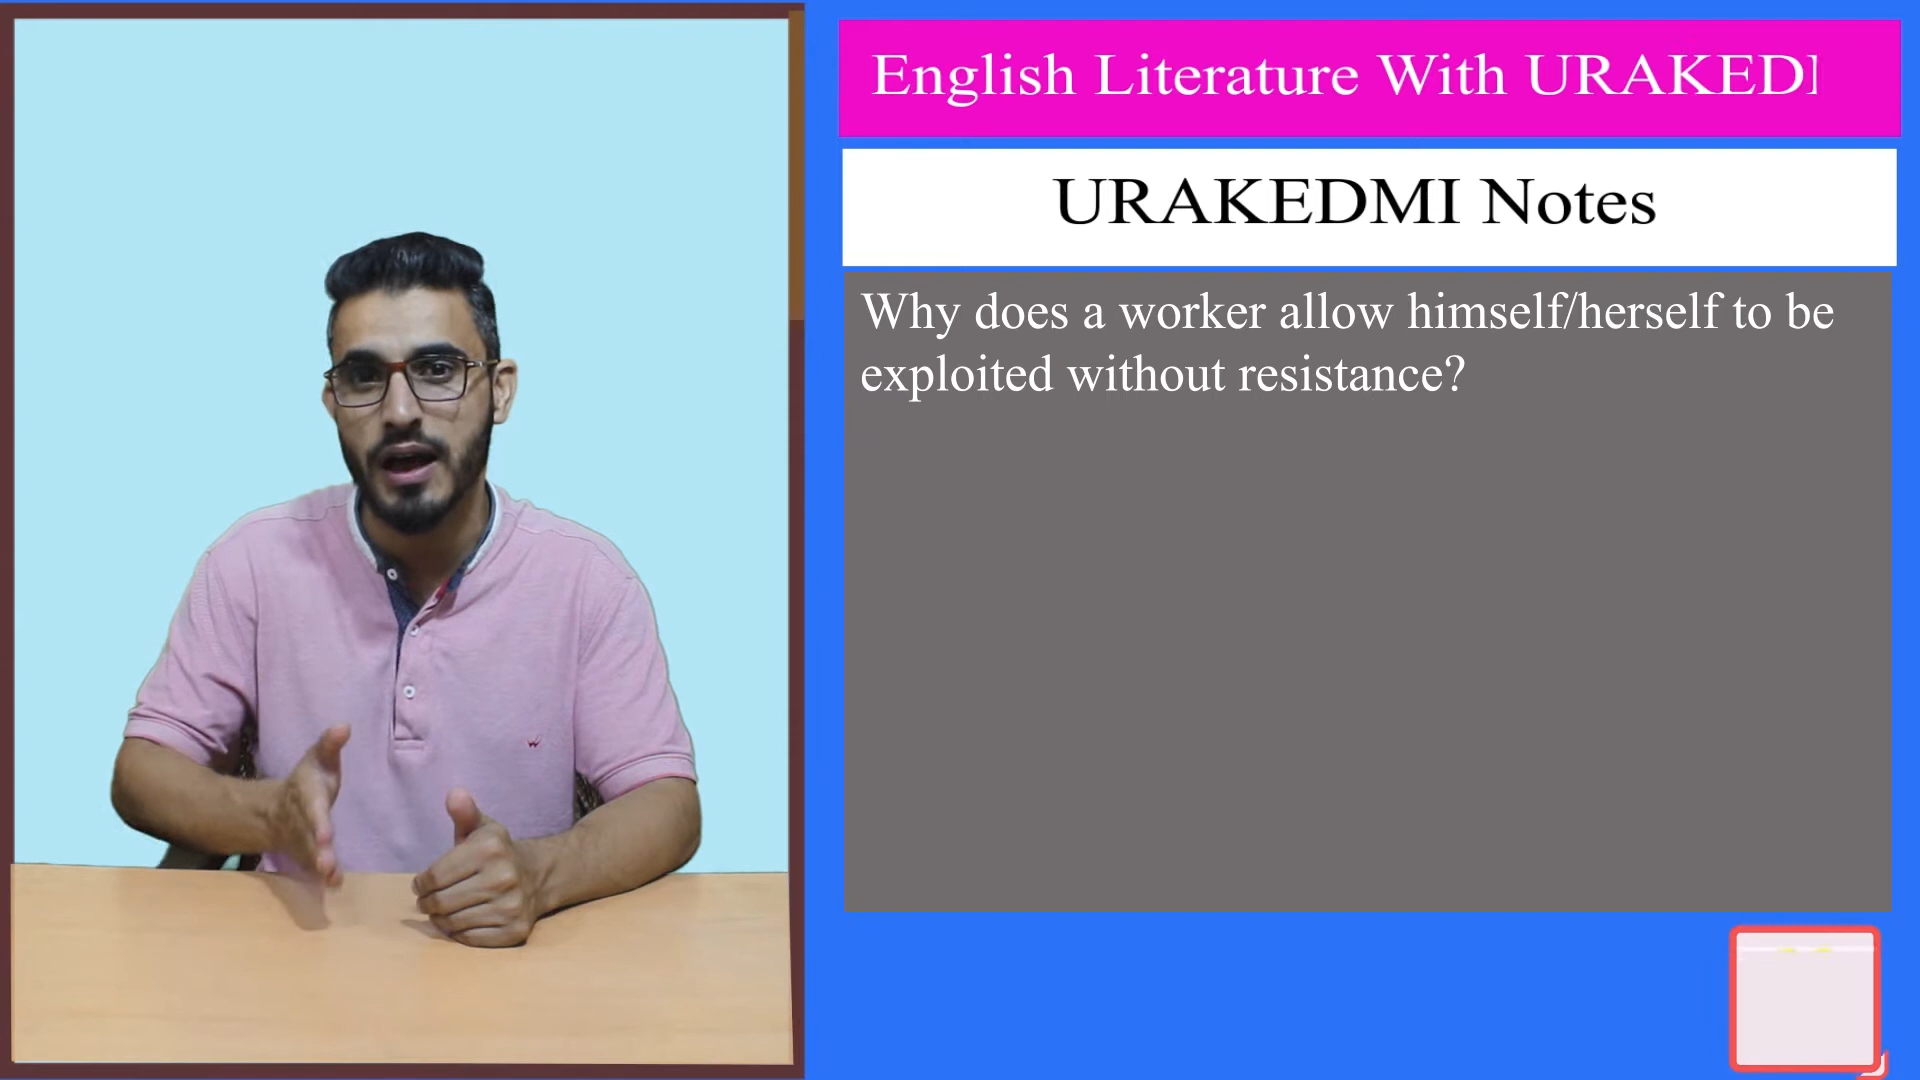 English Literature With URAKED
URAKEDMI Notes
Why does a worker allow himself/herself to be
exploited without resistance?